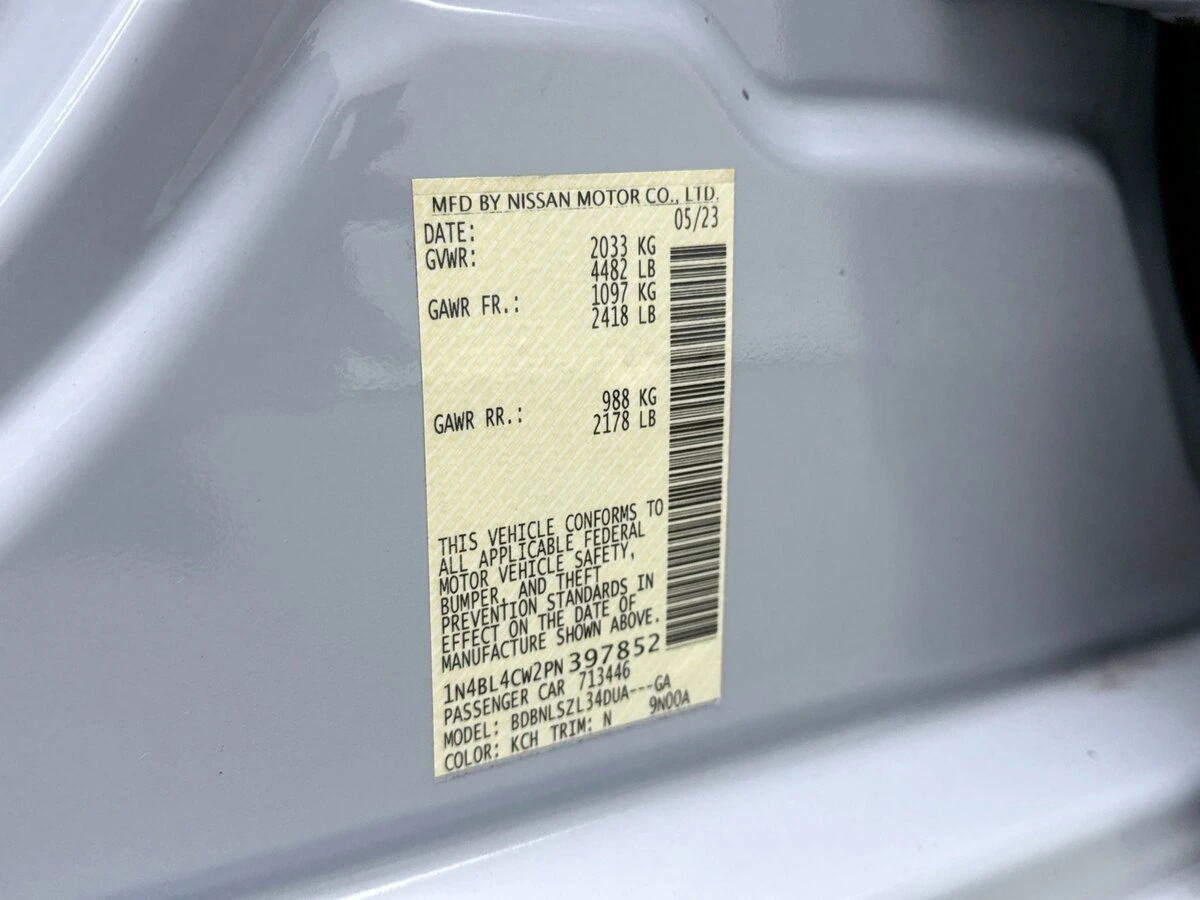 MFD BY NISSAN MOTOR CO., LTD.
DATE: 05/23
GVWR: 2033 KG
4482 LB
GAWR FR.: 1097 KG
2418 LB
GAWR RR.: 988 KG
2178 LB
THIS VEHICLE CONFORMS TO
ALL APPLICABLE FEDERAL
MOTOR VEHICLE SAFETY,
BUMPER, AND THEFT
PREVENTION STANDARDS IN
EFFECT ON THE DATE OF
MANUFACTURE SHOWN ABOVE.
1N4BL4CW2PN397852
PASSENGER CAR 713446
MODEL: BDBNLSZL34DUA---GA
COLOR: KCH TRIM: N 9N00A